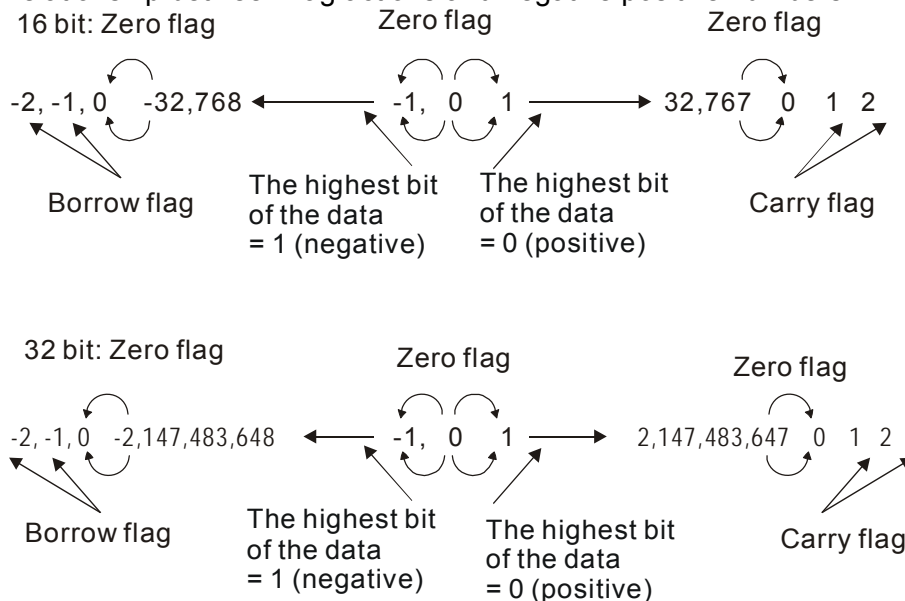 16 bit: Zero flag Zero flag Zero flag
-2, -1, 0 -32,768 -1, 0 1 32,767 0 1 2
Borrow flag
The highest bit
of the data
= 1 (negative)
The highest bit
of the data
= 0 (positive)
Carry flag
32 bit: Zero flag Zero flag Zero flag
-2, -1, 0 -2,147,483,648 -1, 0 1 2,147,483,647 0 1 2
Borrow flag
The highest bit
of the data
= 1 (negative)
The highest bit
of the data
= 0 (positive)
Carry flag